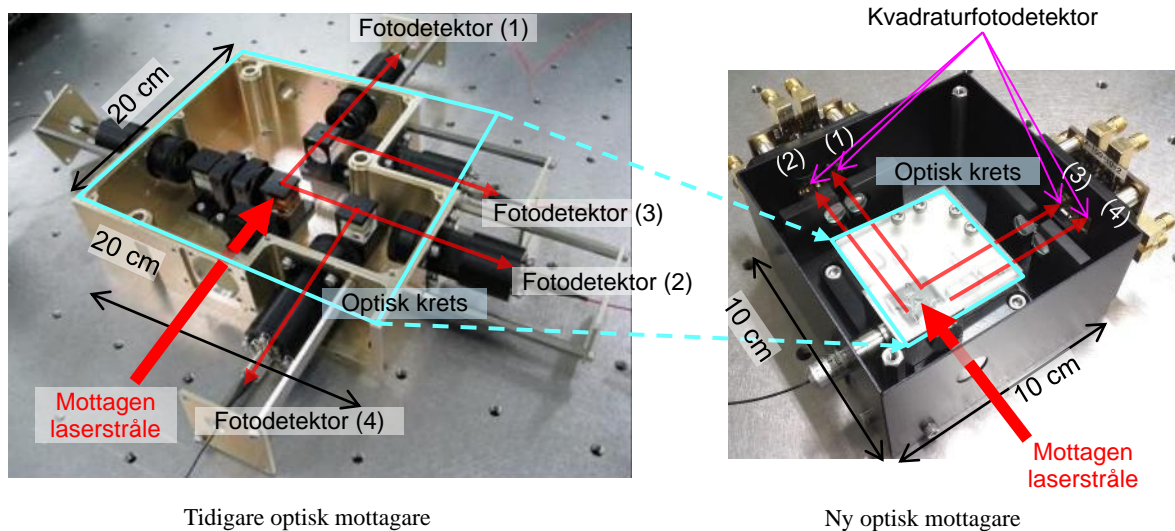 Fotodetektor (1)
20 cm
Fotodetektor (3)
Fotodetektor (2)
20 cm
Optisk krets
Mottagen
laserstråle
Fotodetektor (4)
Tidigare optisk mottagare
Kvadraturfotodetektor
(2)
(1)
Optisk krets
(3)
(4)
10 cm
10 cm
Mottagen
laserstråle
Ny optisk mottagare